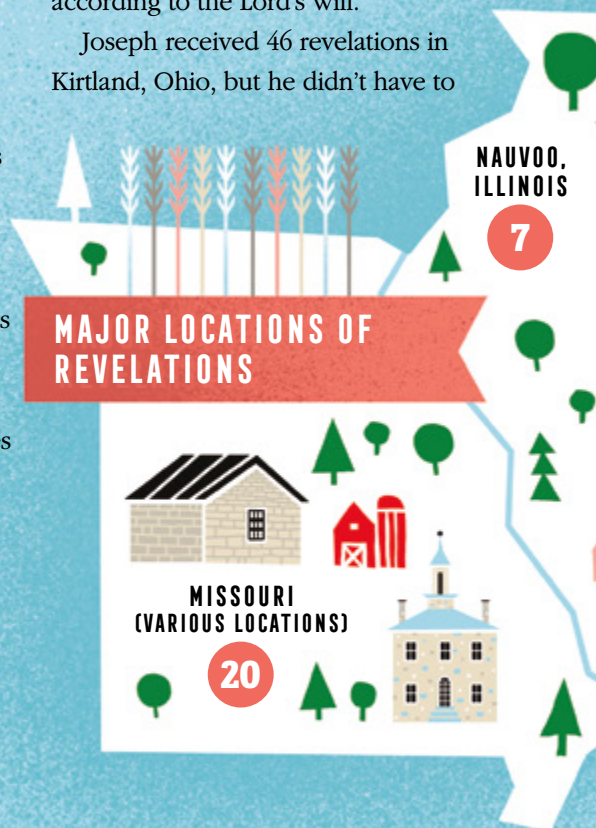 according to the Lord's will.
Joseph received 46 revelations in
Kirtland, Ohio, but he didn't have to
NAUVOO,
ILLINOIS
7
MAJOR LOCATIONS OF
REVELATIONS
MISSOURI
(VARIOUS LOCATIONS)
20